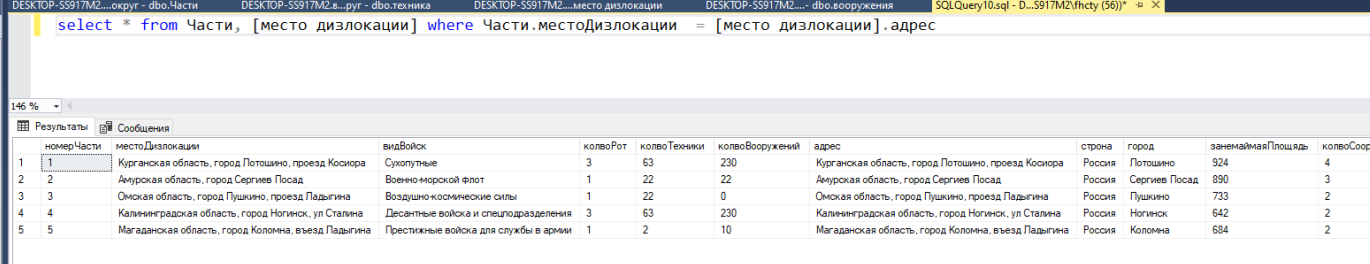 DESKTOP-SS917M2....округ - dbo.Части DESKTOP-SS917M2.в...руг - dbo.техника DESKTOP-SS917M2....место дизлокации DESKTOP-SS917M2....- dbo.вооружения SQLQuery10.sql - D...S917M2\fhcty (56))*
select * from Части, [место дизлокации] where Части.местоДизлокации = [место дизлокации].адрес
146 %
Результаты Сообщения
номерЧасти местоДизлокации видВойск колвоРот колвоТехники колвоВооружений адрес строна город занемаймаяПлощядь колвоСоор
1 1 Курганская область, город Лотошино, проезд Косиора Сухопутные 3 63 230 Курганская область, город Лотошино, проезд Косиора Россия Лотошино 924 4
2 2 Амурская область, город Сергиев Посад Военно-морской флот 1 22 22 Амурская область, город Сергиев Посад Россия Сергиев Посад 890 3
3 3 Омская область, город Пушкино, проезд Ладыгина Воздушно-космические силы 1 22 0 Омская область, город Пушкино, проезд Ладыгина Россия Пушкино 733 2
4 4 Калининградская область, город Ногинск, ул Сталина Десантные войска и спецподразделения 3 63 230 Калининградская область, город Ногинск, ул Сталина Россия Ногинск 642 2
5 5 Магаданская область, город Коломна, въезд Ладыгина Престижные войска для службы в армии 1 2 10 Магаданская область, город Коломна, въезд Ладыгина Россия Коломна 684 2